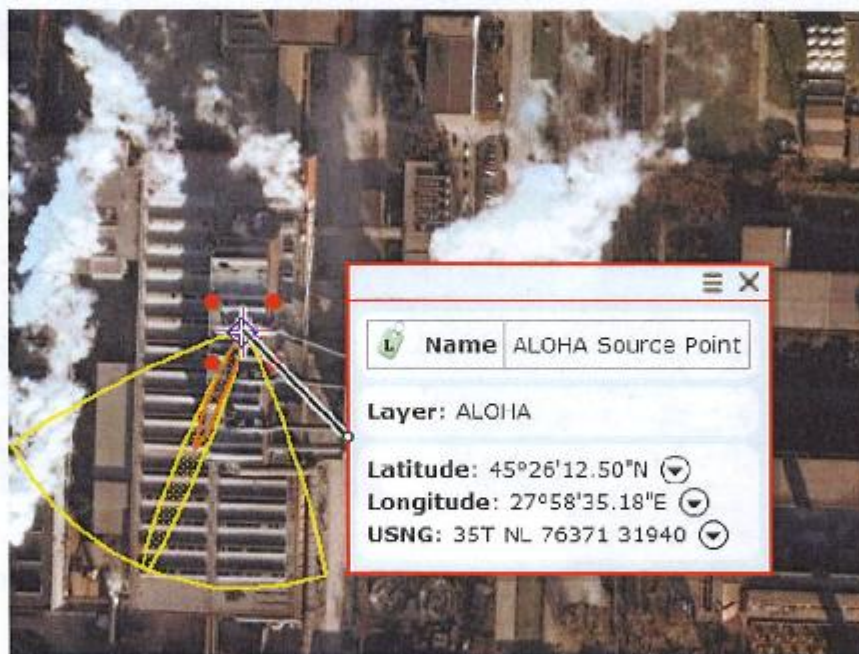 L Name ALOHA Source Point
Layer: ALOHA
Latitude: 45°26'12.50"N
Longitude: 27°58'35.18"E
USNG: 35T NL 76371 31940